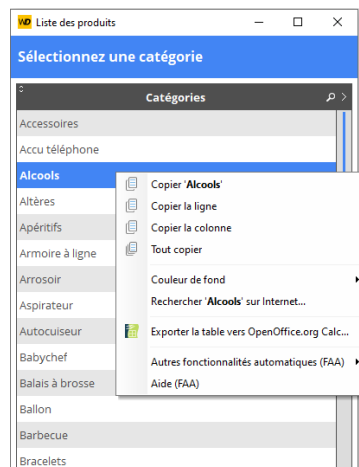 WD Liste des produits
Sélectionnez une catégorie
Catégories
Accessoires
Accu téléphone
Alcools
Altères
Apéritifs
Armoire à ligne
Arrosoir
Aspirateur
Autocuiseur
Babychef
Balais à brosse
Ballon
Barbecue
Bracelets
Copier 'Alcools'
Copier la ligne
Copier la colonne
Tout copier
Couleur de fond
Rechercher 'Alcools' sur Internet...
Exporter la table vers OpenOffice.org Calc...
Autres fonctionnalités automatiques (FAA)
Aide (FAA)